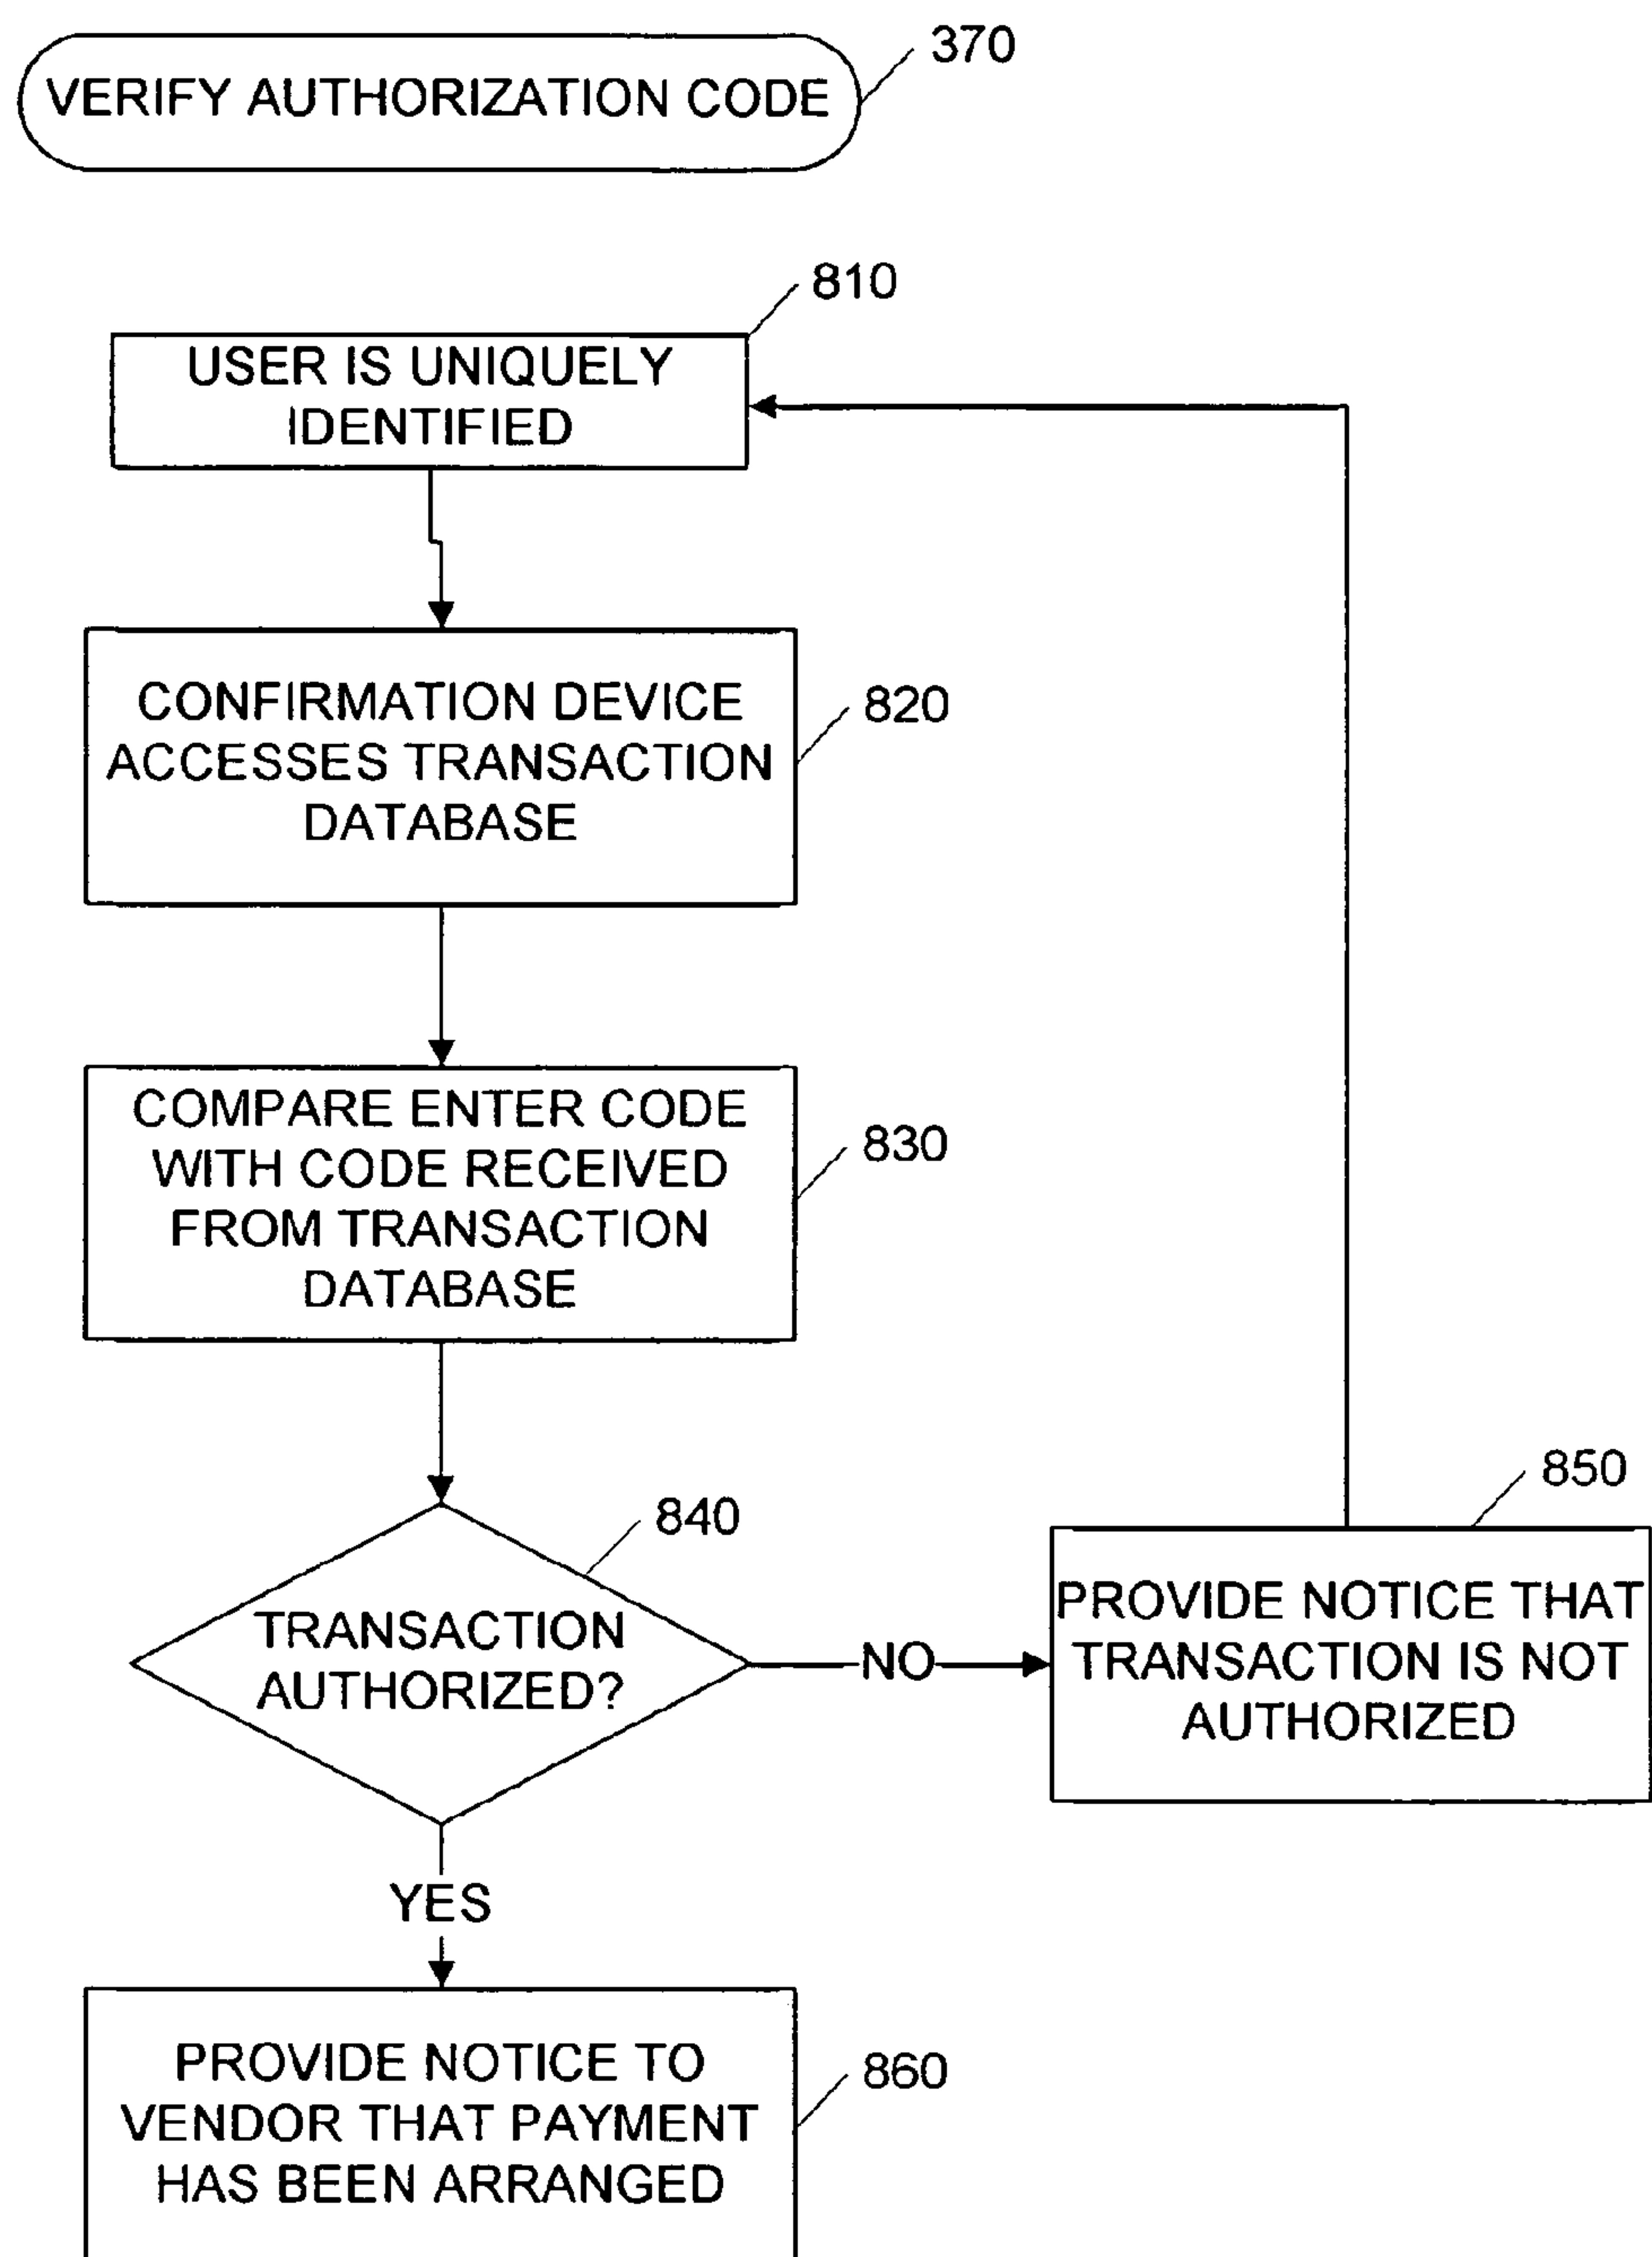 370
VERIFY AUTHORIZATION CODE
810
USER IS UNIQUELY
IDENTIFIED
CONFIRMATION DEVICE
ACCESSES TRANSACTION
DATABASE
820
COMPARE ENTER CODE
WITH CODE RECEIVED
FROM TRANSACTION
DATABASE
830
840
TRANSACTION
AUTHORIZED?
NO
850
PROVIDE NOTICE THAT
TRANSACTION IS NOT
AUTHORIZED
YES
PROVIDE NOTICE TO
VENDOR THAT PAYMENT
HAS BEEN ARRANGED
860